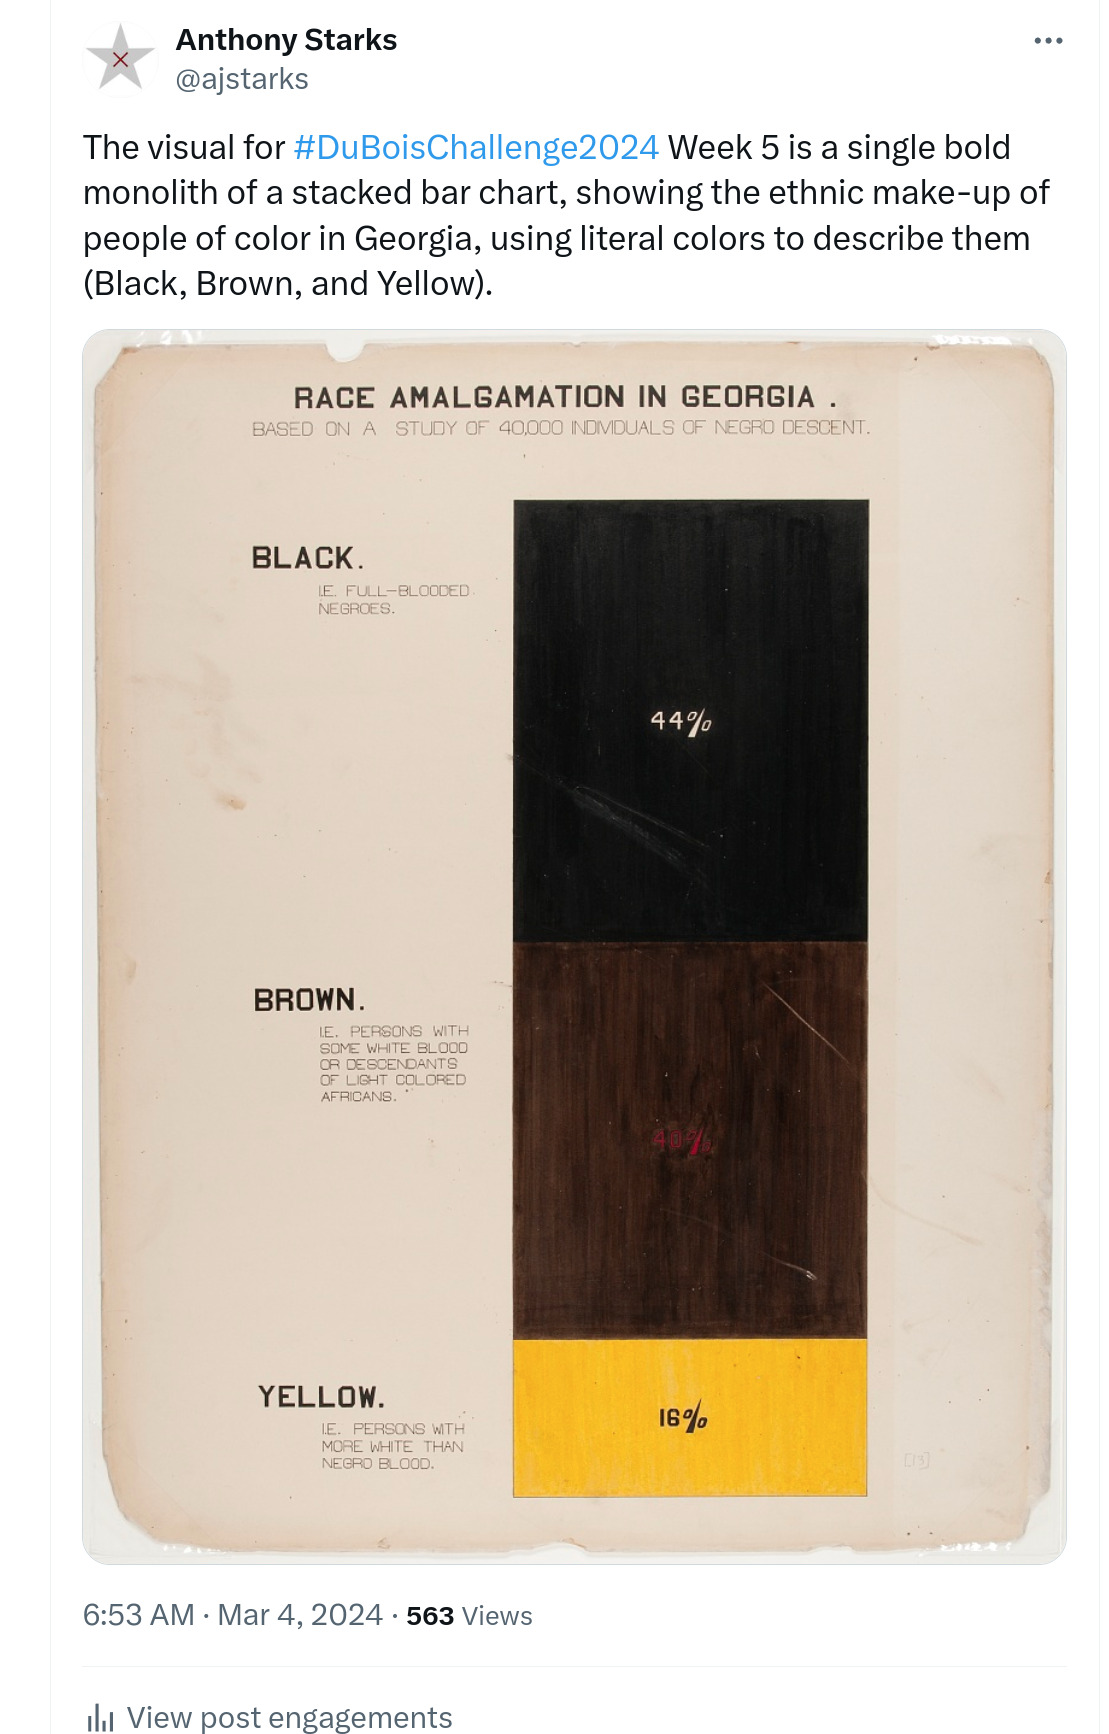 Anthony Starks
@ajstarks
The visual for #DuBoisChallenge2024 Week 5 is a single bold
monolith of a stacked bar chart, showing the ethnic make-up of
people of color in Georgia, using literal colors to describe them
(Black, Brown, and Yellow).
RACE AMALGAMATION IN GEORGIA .
BASED ON A STUDY OF 40,000 INDIVIDUALS OF NEGRO DESCENT.
BLACK.
I.E. FULL-BLOODED
NEGROES.
44%
BROWN.
I.E. PERSONS WITH
SOME WHITE BLOOD
OR DESCENDANTS
OF LIGHT COLORED
AFRICANS.
40%
YELLOW.
I.E. PERSONS WITH
MORE WHITE THAN
NEGRO BLOOD.
16%
[13]
6:53 AM · Mar 4, 2024 · 563 Views
View post engagements